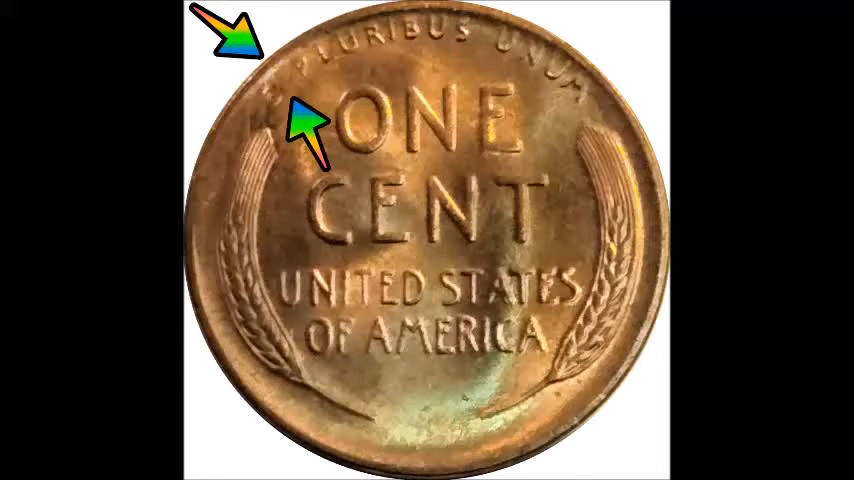 E PLURIBUS UNUM
ONE
CENT
UNITED STATES
OF AMERICA